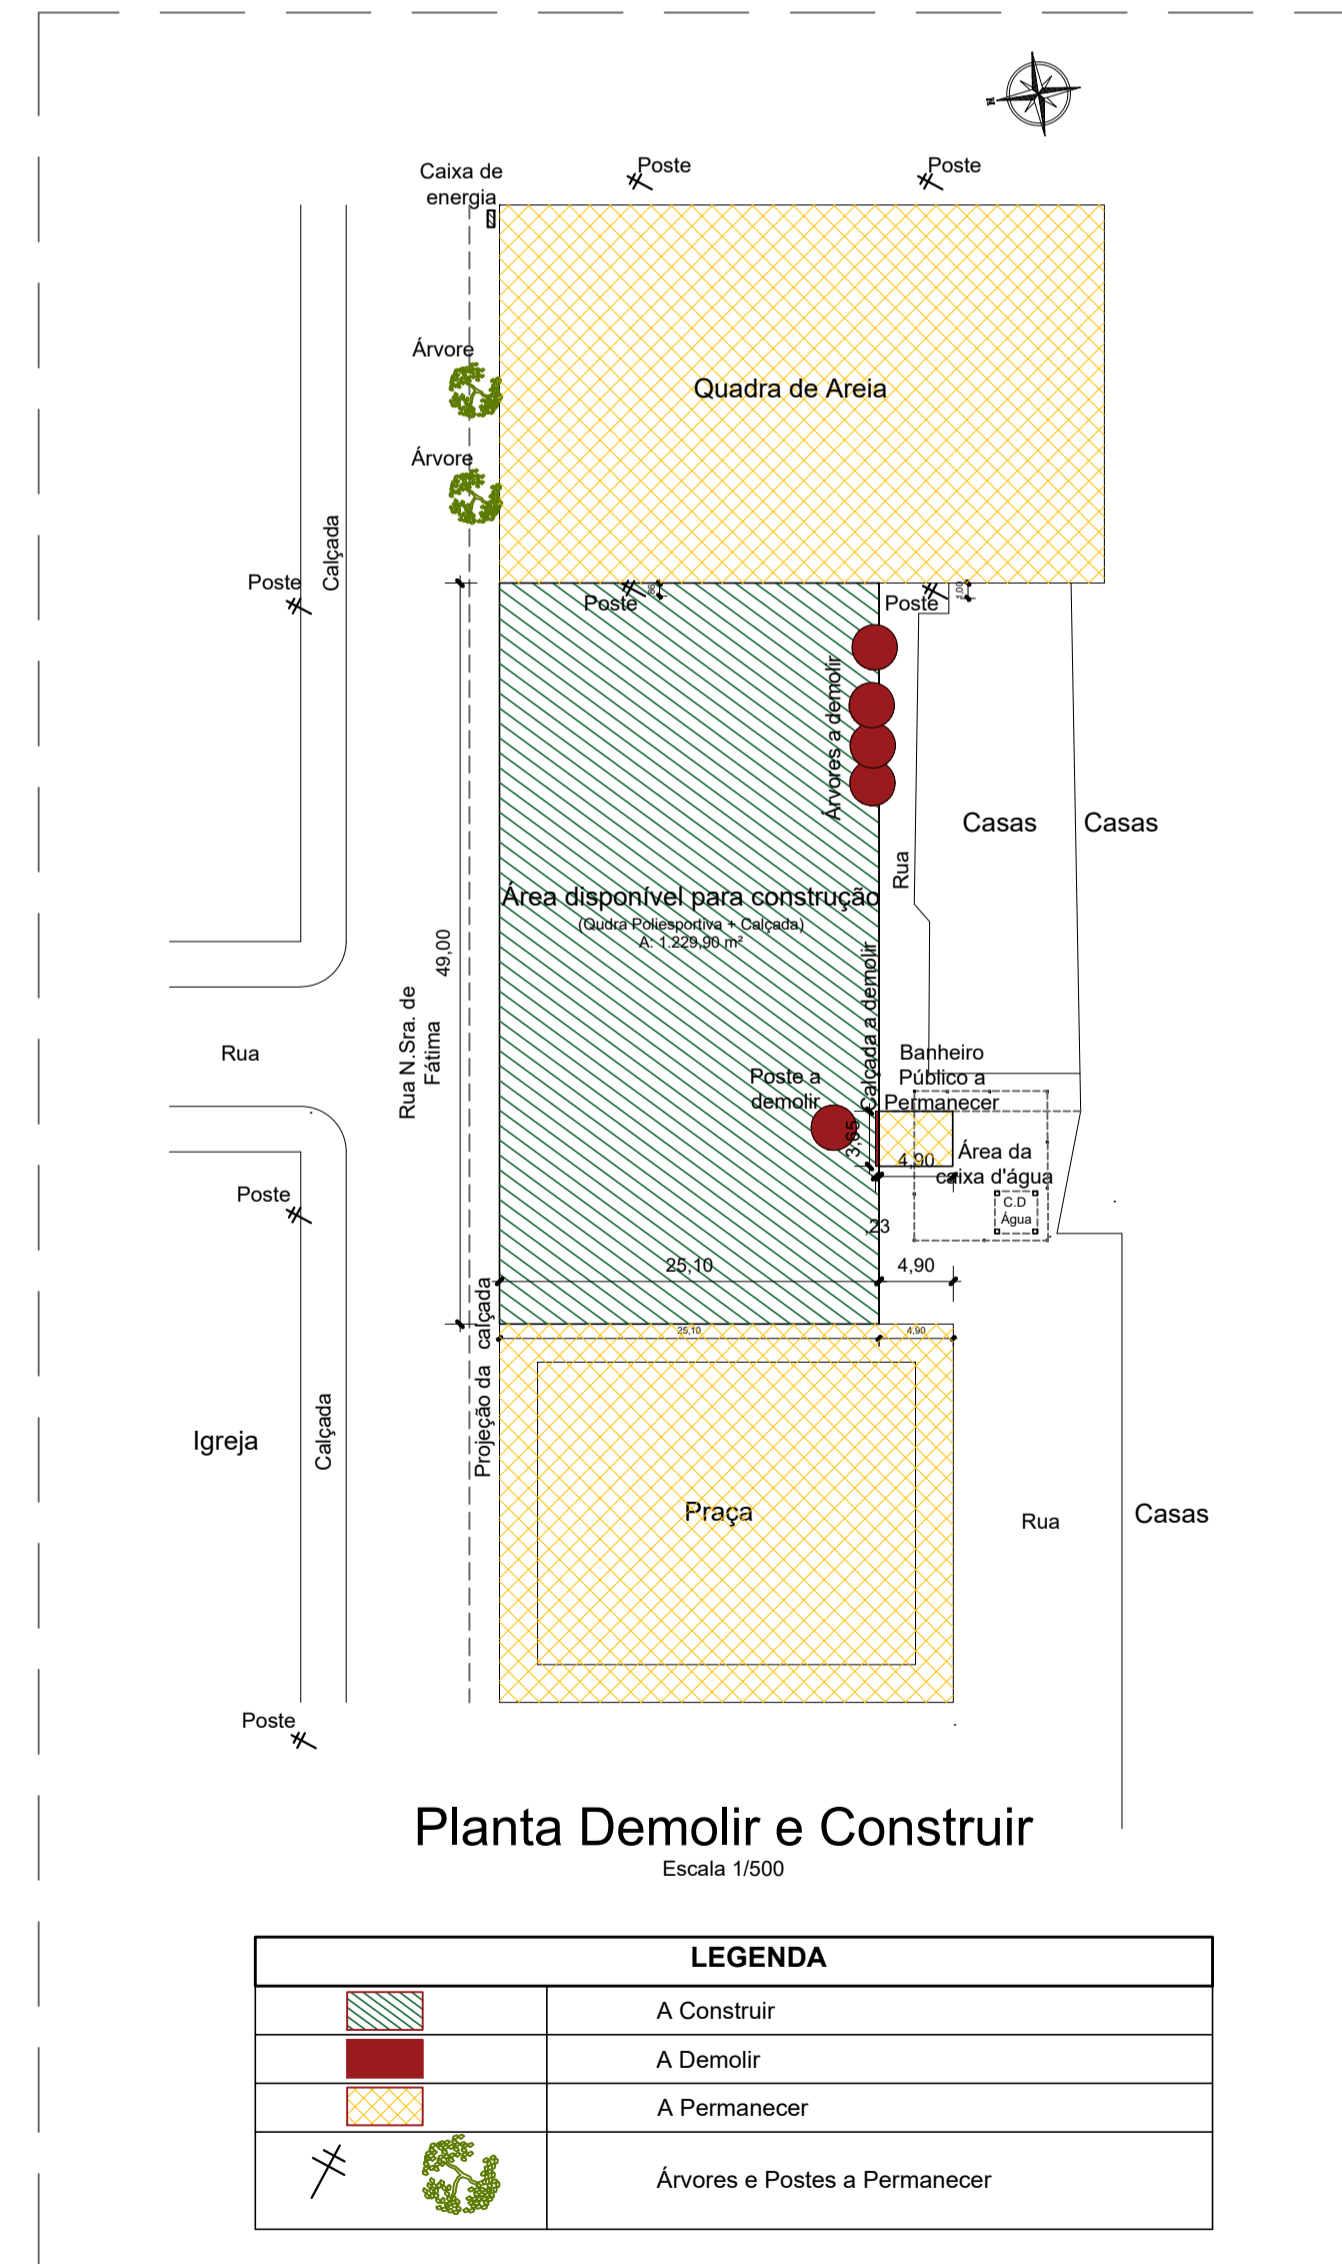 N
Poste
Poste
Caixa de
energia
Árvore
Quadra de Areia
Árvore
Calçada
Poste
Poste
,86
Poste
1,00
Árvores a demolir
Casas
Casas
Rua
Área disponível para construção
(Qudra Poliesportiva + Calçada)
A: 1.229,90 m²
49,00
Rua N.Sra. de
Fátima
Calçada a demolir
Rua
Banheiro
Público a
Permanecer
Poste a
demolir
3,65
4,90
Área da
caixa d'água
C.D
Água
Poste
,23
25,10
4,90
25,10
4,90
Projeção da calçada
Calçada
Igreja
Praça
Rua
Casas
Poste
Planta Demolir e Construir
Escala 1/500
LEGENDA
A Construir
A Demolir
A Permanecer
Árvores e Postes a Permanecer